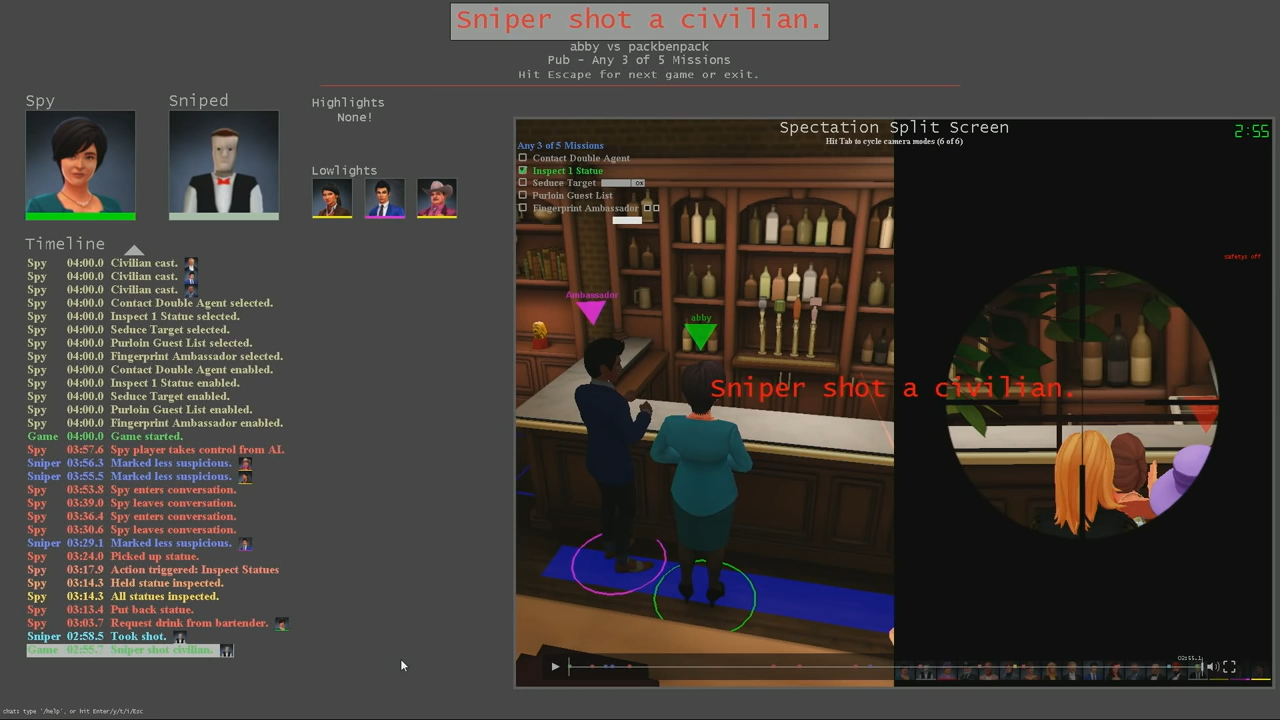 Sniper shot a civilian.
abby vs packbenpack
Pub - Any 3 of 5 Missions
Hit Escape for next game or exit.
Spy
Sniped
Highlights
None!
Lowlights
Timeline
Spy 04:00.0 Civilian cast.
Spy 04:00.0 Civilian cast.
Spy 04:00.0 Civilian cast.
Spy 04:00.0 Contact Double Agent selected.
Spy 04:00.0 Inspect 1 Statue selected.
Spy 04:00.0 Seduce Target selected.
Spy 04:00.0 Purloin Guest List selected.
Spy 04:00.0 Fingerprint Ambassador selected.
Spy 04:00.0 Contact Double Agent enabled.
Spy 04:00.0 Inspect 1 Statue enabled.
Spy 04:00.0 Seduce Target enabled.
Spy 04:00.0 Purloin Guest List enabled.
Spy 04:00.0 Fingerprint Ambassador enabled.
Game 04:00.0 Game started.
Spy 03:57.6 Spy player takes control from AI.
Sniper 03:56.3 Marked less suspicious.
Sniper 03:55.5 Marked less suspicious.
Spy 03:53.8 Spy enters conversation.
Spy 03:39.0 Spy leaves conversation.
Spy 03:36.4 Spy enters conversation.
Spy 03:30.6 Spy leaves conversation.
Sniper 03:29.1 Marked less suspicious.
Spy 03:24.0 Picked up statue.
Spy 03:17.9 Action triggered: Inspect Statues
Spy 03:14.3 Held statue inspected.
Spy 03:14.3 All statues inspected.
Spy 03:13.4 Put back statue.
Spy 03:03.7 Request drink from bartender.
Sniper 02:58.5 Took shot.
Game 02:55.7 Sniper shot civilian.
chat: type '/help', or hit Enter/y/t/i/Esc
Spectation Split Screen
Hit Tab to cycle camera modes (6 of 6)
2:55
Any 3 of 5 Missions
Contact Double Agent
Inspect 1 Statue
Seduce Target 0%
Purloin Guest List
Fingerprint Ambassador
safetys off
Ambassador
abby
Sniper shot a civilian.